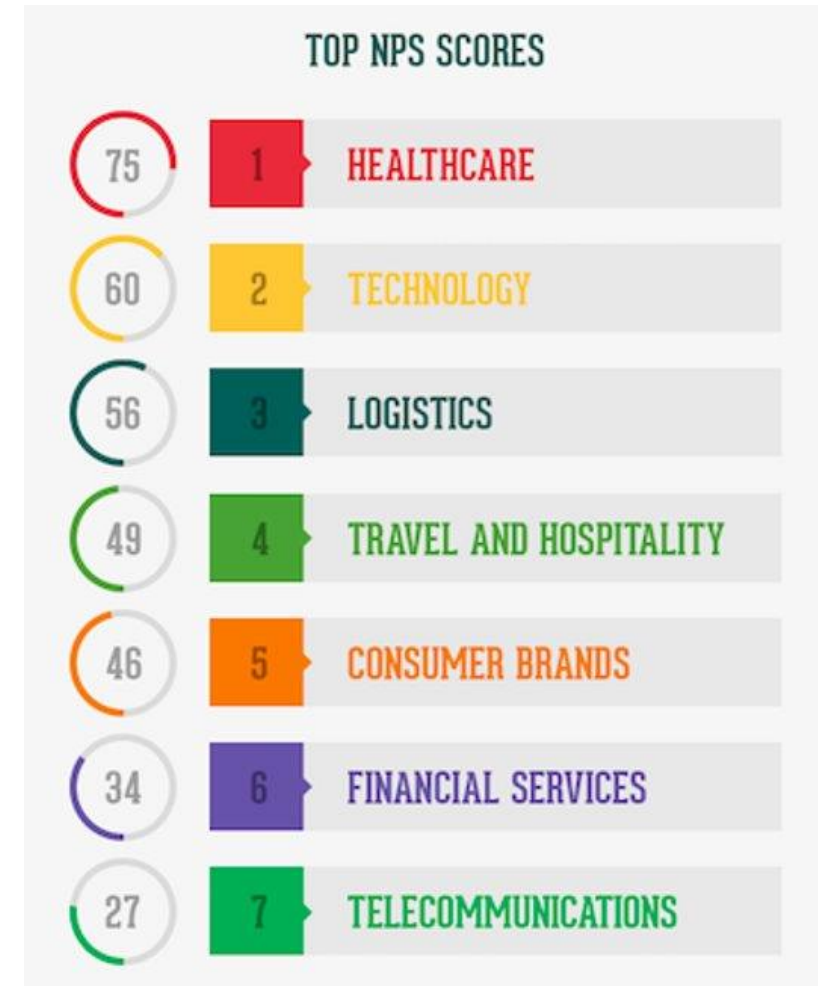 TOP NPS SCORES
75 1 HEALTHCARE
60 2 TECHNOLOGY
56 3 LOGISTICS
49 4 TRAVEL AND HOSPITALITY
46 5 CONSUMER BRANDS
34 6 FINANCIAL SERVICES
27 7 TELECOMMUNICATIONS